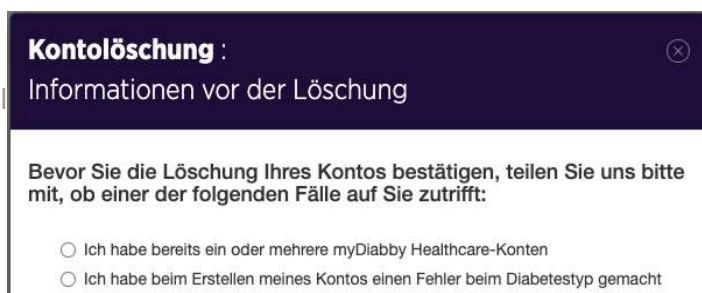 Kontolöschung :
Informationen vor der Löschung
Bevor Sie die Löschung Ihres Kontos bestätigen, teilen Sie uns bitte
mit, ob einer der folgenden Fälle auf Sie zutrifft:
Ich habe bereits ein oder mehrere myDiabby Healthcare-Konten
Ich habe beim Erstellen meines Kontos einen Fehler beim Diabetestyp gemacht